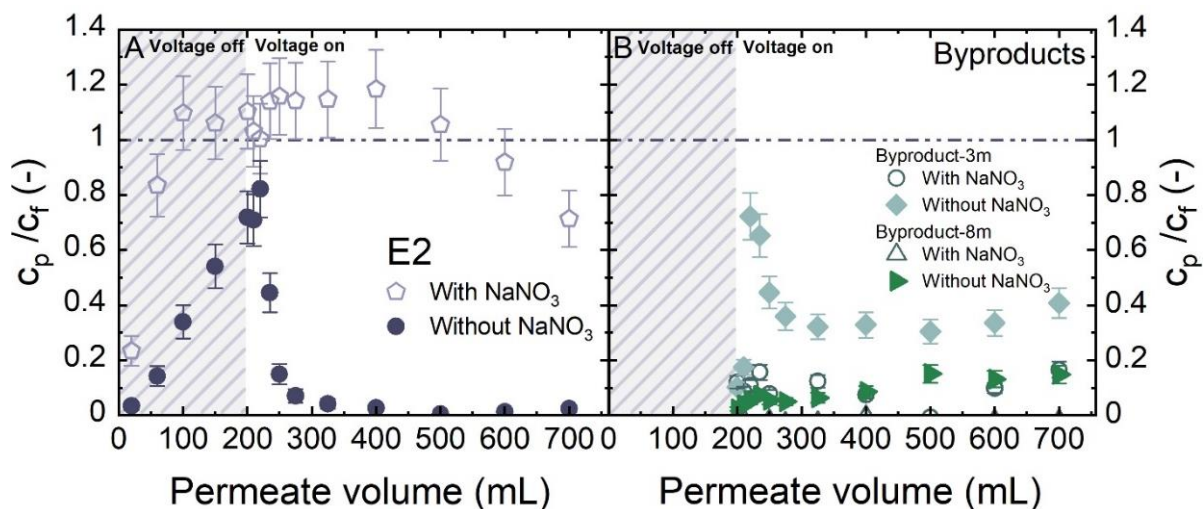 A Voltage off Voltage on
1.4
1.2
1
0.8
0.6
0.4
0.2
0
c_p/c_f (-)
E2
With NaNO₃
Without NaNO₃
0 100 200 300 400 500 600 700
Permeate volume (mL)
B Voltage off Voltage on
Byproducts
Byproduct-3m
With NaNO₃
Without NaNO₃
Byproduct-8m
With NaNO₃
Without NaNO₃
1.4
1.2
1
0.8
0.6
0.4
0.2
0
c_p/c_f (-)
0 100 200 300 400 500 600 700
Permeate volume (mL)